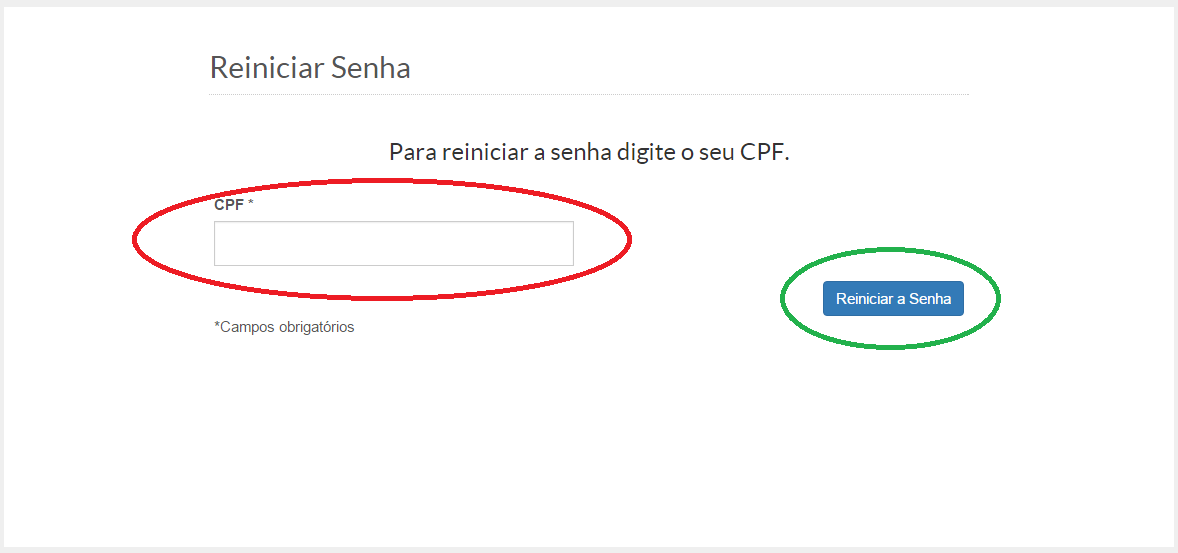 Reiniciar Senha
Para reiniciar a senha digite o seu CPF.
CPF *
Reiniciar a Senha
*Campos obrigatórios